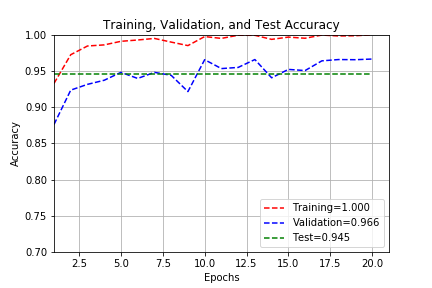 Training, Validation, and Test Accuracy
1.00
0.95
0.90
0.85
0.80
0.75
0.70
Accuracy
Training=1.000
Validation=0.966
Test=0.945
2.5 5.0 7.5 10.0 12.5 15.0 17.5 20.0
Epochs